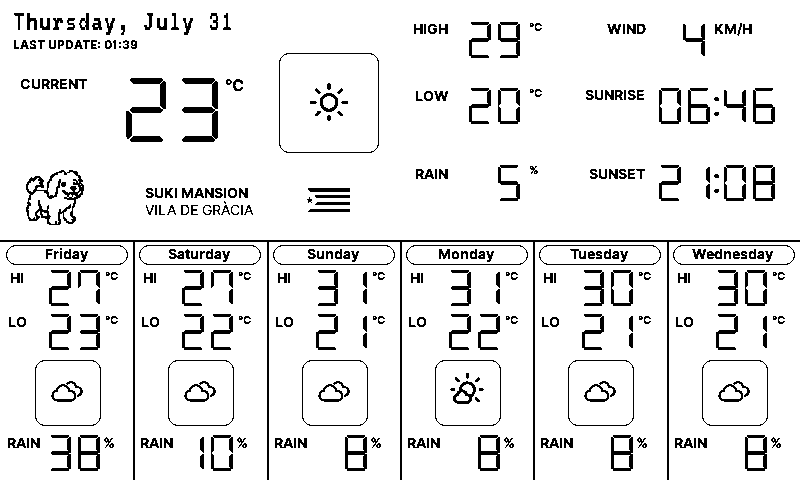 Thursday, July 31
LAST UPDATE: 01:39
CURRENT 23 °C
SUKI MANSION
VILA DE GRÀCIA
HIGH 29 °C
LOW 20 °C
RAIN 5 %
WIND 4 KM/H
SUNRISE 06:46
SUNSET 21:08
Friday
HI 27 °C
LO 23 °C
RAIN 38 %
Saturday
HI 27 °C
LO 22 °C
RAIN 10 %
Sunday
HI 31 °C
LO 21 °C
RAIN 8 %
Monday
HI 31 °C
LO 22 °C
RAIN 8 %
Tuesday
HI 30 °C
LO 21 °C
RAIN 8 %
Wednesday
HI 30 °C
LO 21 °C
RAIN 8 %